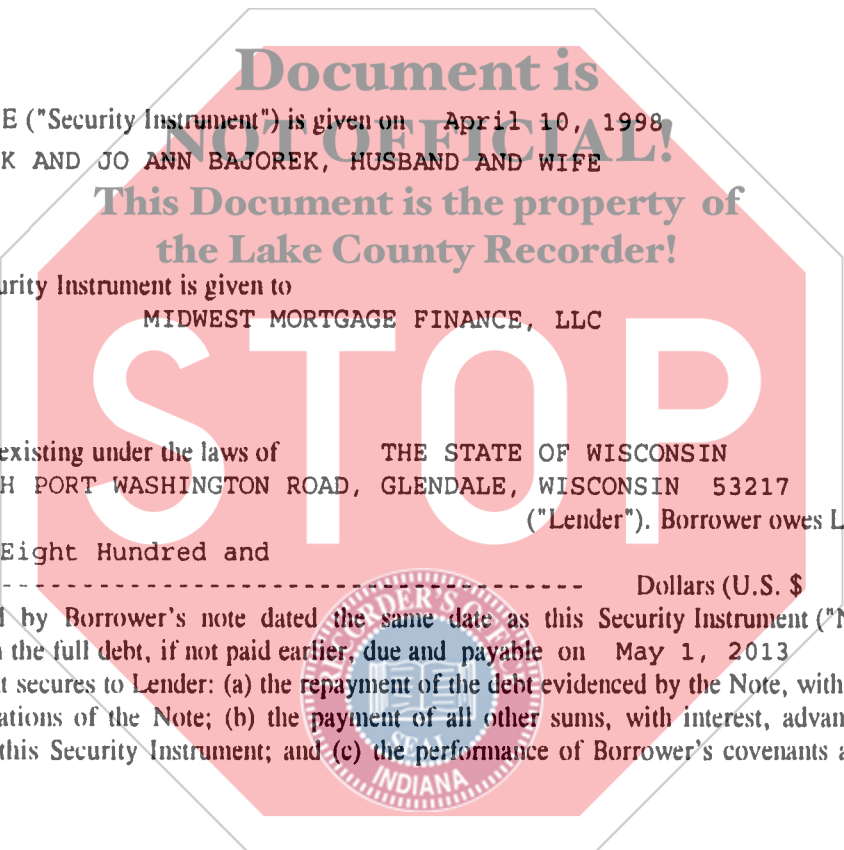 Document is
E ("Security Instrument") is given on April 10, 1998
NOT OFFICIAL!
K AND JO ANN BAJOREK, HUSBAND AND WIFE
This Document is the property of
the Lake County Recorder!
urity Instrument is given to
MIDWEST MORTGAGE FINANCE, LLC
STOP
existing under the laws of THE STATE OF WISCONSIN
H PORT WASHINGTON ROAD, GLENDALE, WISCONSIN 53217
("Lender"). Borrower owes L
Eight Hundred and
---------------------------------------- Dollars (U.S. $
d by Borrower's note dated the same date as this Security Instrument ("N
the full debt, if not paid earlier, due and payable on May 1, 2013
t secures to Lender: (a) the repayment of the debt evidenced by the Note, with
ations of the Note; (b) the payment of all other sums, with interest, advan
this Security Instrument; and (c) the performance of Borrower's covenants a
RECORDER'S OFFICE
SEAL
INDIANA